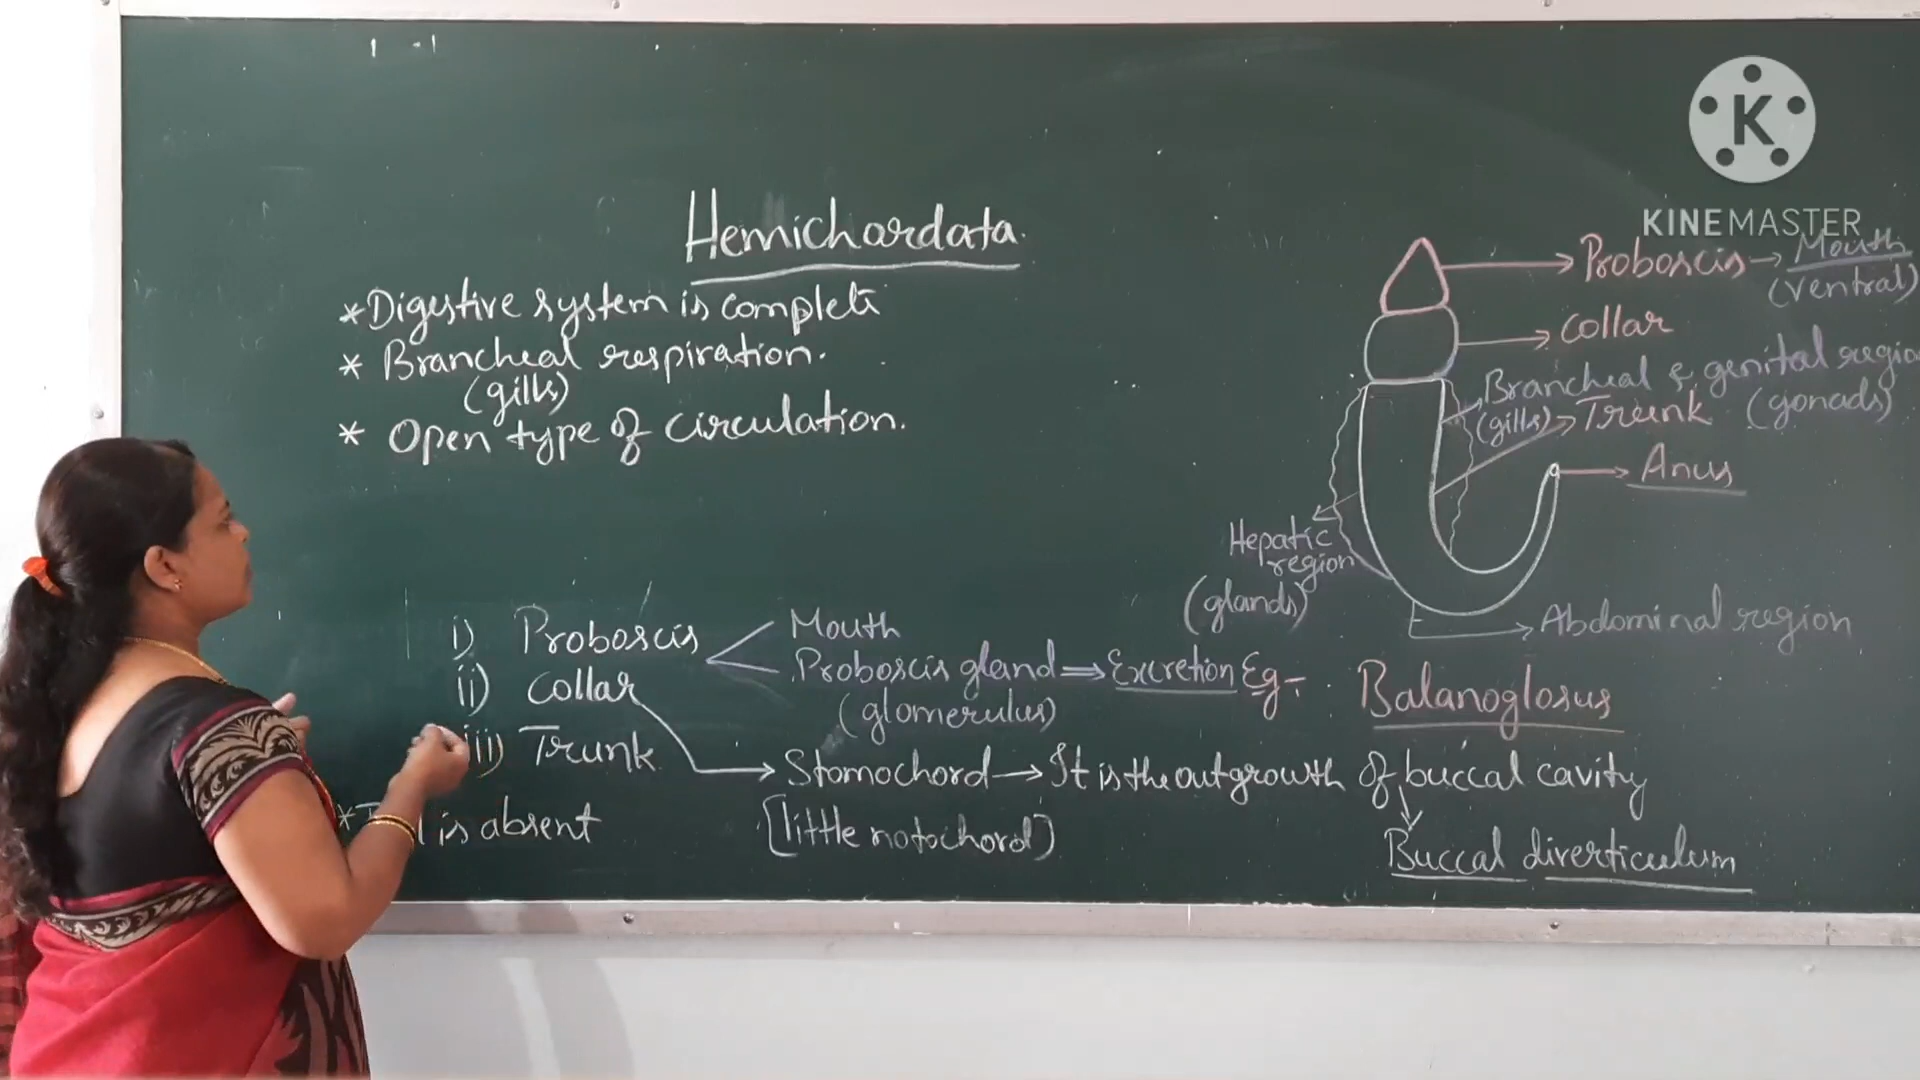 Hemichordata.
* Digestive system is complete
* Brancheal respiration.
(gills)
* Open type of circulation.
i) Proboscis
Mouth
Proboscis gland ⇒ Excretion
(glomerulus)
ii) Collar
→ Stomochord → It is the outgrowth of buccal cavity
[little notochord]
Buccal diverticulum
iii) Trunk
* is absent
Eg:- Balanoglosus
Proboscis → Mouth
(ventral)
Collar
Brancheal & genital region
(gills) (gonads)
Trunk
Anus
Hepatic
region
(glands)
Abdominal region
K
KINEMASTER